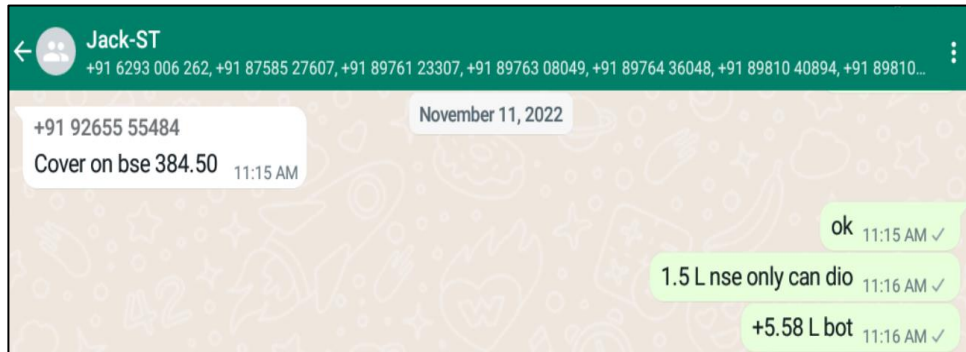 Jack-ST
+91 6293 006 262, +91 87585 27607, +91 89761 23307, +91 89763 08049, +91 89764 36048, +91 89810 40894, +91 89810...
November 11, 2022
+91 92655 55484
Cover on bse 384.50 11:15 AM
ok 11:15 AM
1.5 L nse only can dio 11:16 AM
+5.58 L bot 11:16 AM